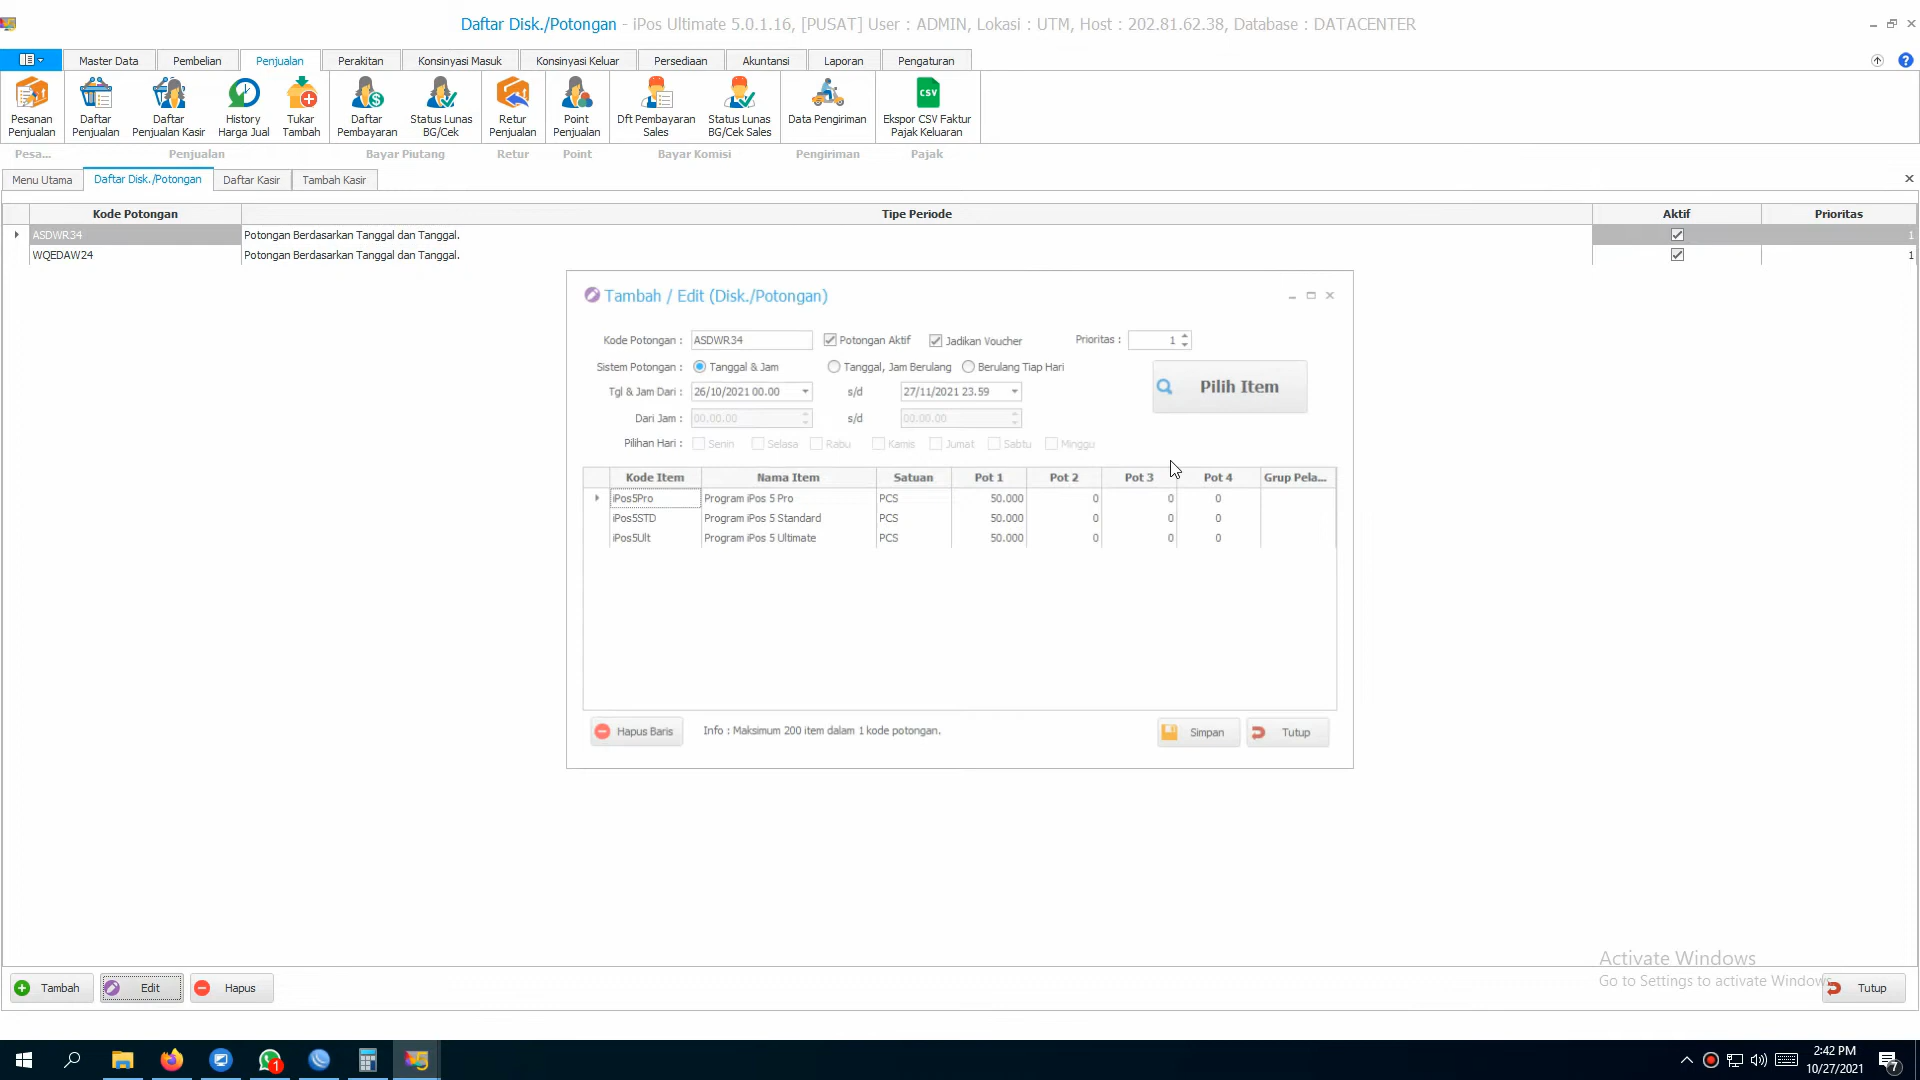 Daftar Disk./Potongan - iPos Ultimate 5.0.1.16, [PUSAT] User : ADMIN, Lokasi : UTM, Host : 202.81.62.38, Database : DATACENTER
Master Data Pembelian Penjualan Perakitan Konsinyasi Masuk Konsinyasi Keluar Persediaan Akuntansi Laporan Pengaturan
Pesanan Penjualan
Daftar Penjualan
Daftar Penjualan Kasir
History Harga Jual
Tukar Tambah
Daftar Pembayaran
Status Lunas BG/Cek
Retur Penjualan
Point Penjualan
Dft Pembayaran Sales
Status Lunas BG/Cek Sales
Data Pengiriman
CSV
Ekspor CSV Faktur Pajak Keluaran
Pesa... Penjualan Bayar Piutang Retur Point Bayar Komisi Pengiriman Pajak
Menu Utama Daftar Disk./Potongan Daftar Kasir Tambah Kasir
Kode Potongan Tipe Periode Aktif Prioritas
ASDWR34 Potongan Berdasarkan Tanggal dan Tanggal. 1
WQEDAW24 Potongan Berdasarkan Tanggal dan Tanggal. 1
Tambah / Edit (Disk./Potongan)
Kode Potongan : ASDWR34 Potongan Aktif Jadikan Voucher Prioritas : 1
Sistem Potongan : Tanggal & Jam Tanggal, Jam Berulang Berulang Tiap Hari
Pilih Item
Tgl & Jam Dari : 26/10/2021 00.00 s/d 27/11/2021 23.59
Dari Jam : 00.00.00 s/d 00.00.00
Pilihan Hari : Senin Selasa Rabu Kamis Jumat Sabtu Minggu
Kode Item Nama Item Satuan Pot 1 Pot 2 Pot 3 Pot 4 Grup Pela...
iPos5Pro Program iPos 5 Pro PCS 50.000 0 0 0
iPos5STD Program iPos 5 Standard PCS 50.000 0 0 0
iPos5Ult Program iPos 5 Ultimate PCS 50.000 0 0 0
Hapus Baris Info : Maksimum 200 item dalam 1 kode potongan. Simpan Tutup
Activate Windows
Go to Settings to activate Windows
Tambah Edit Hapus Tutup
2:42 PM
10/27/2021
1
7